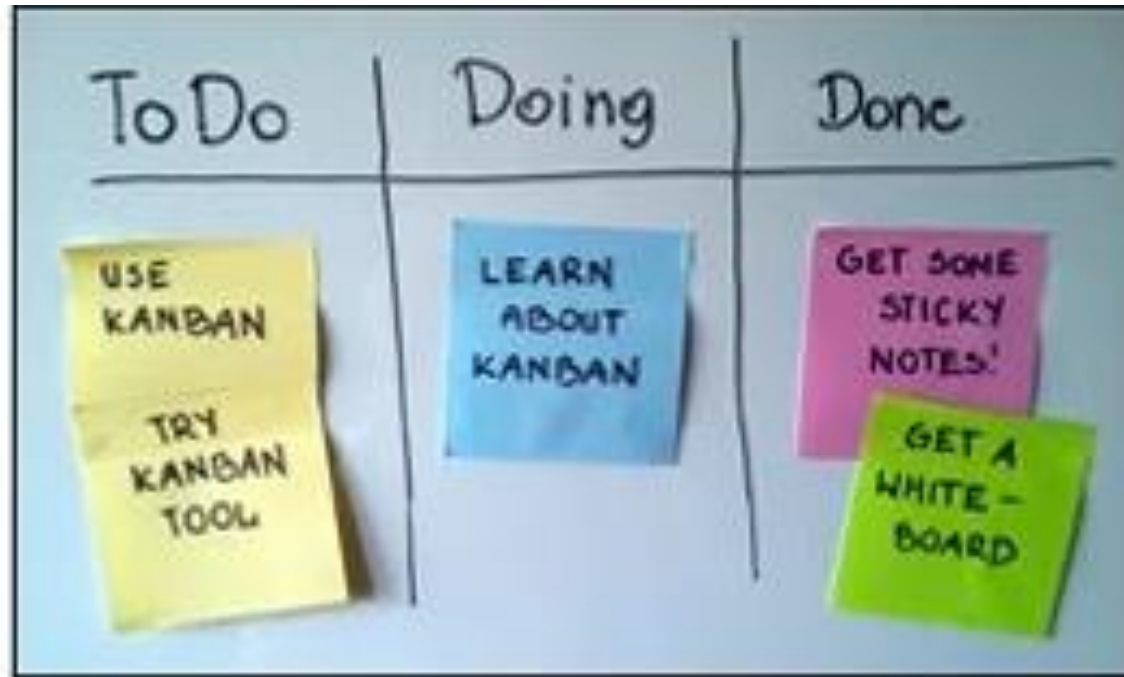 To Do
Doing
Done
USE
KANBAN
TRY
KANBAN
TOOL
LEARN
ABOUT
KANBAN
GET SOME
STICKY
NOTES!
GET A
WHITE-
BOARD